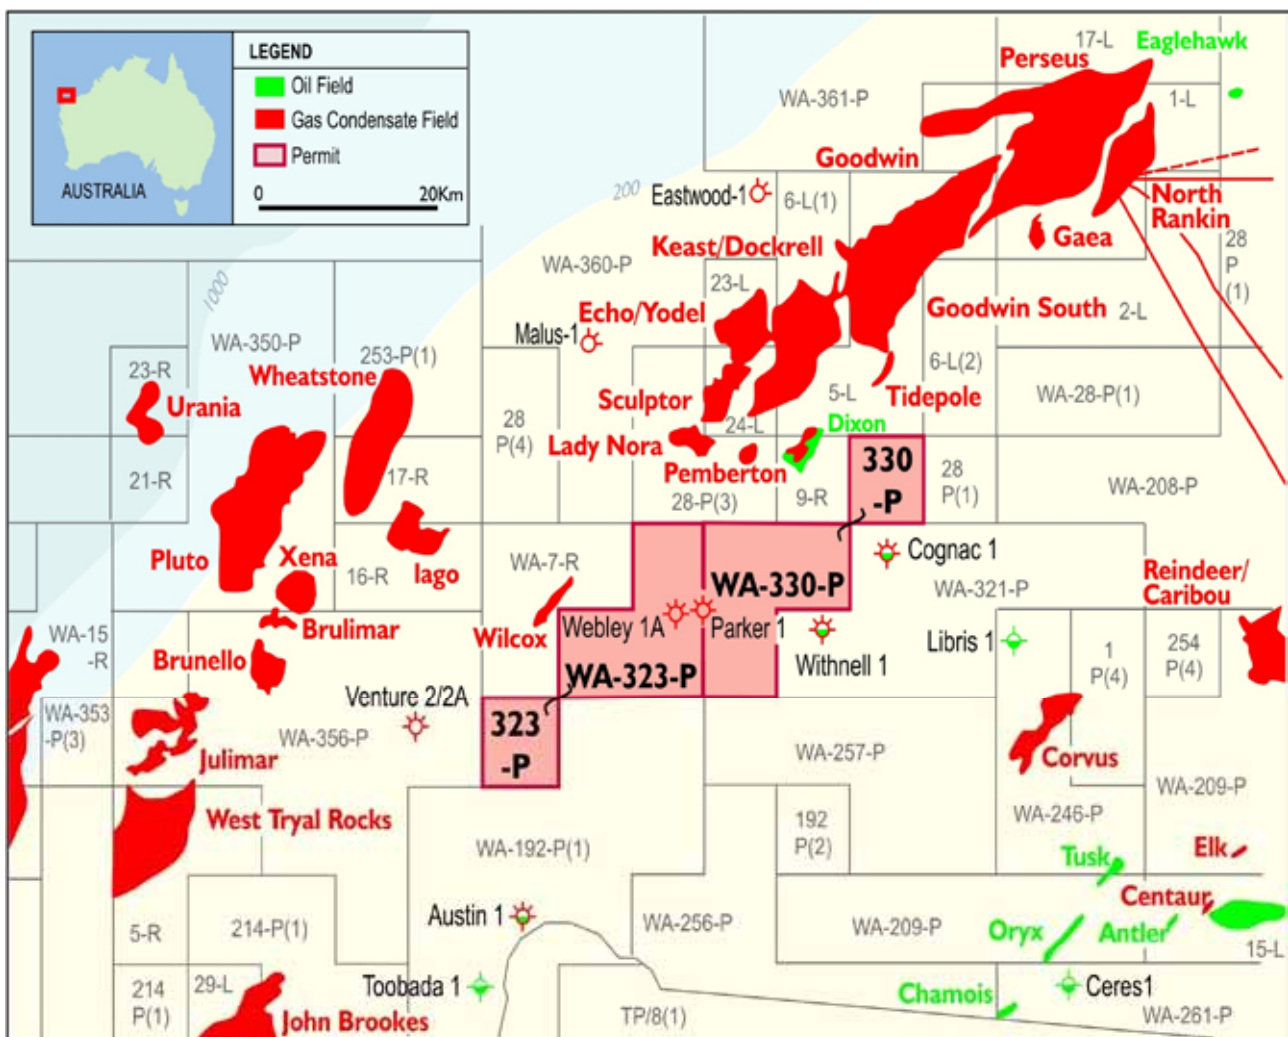 LEGEND
Oil Field
Gas Condensate Field
Permit
0 20Km
AUSTRALIA
17-L
Eaglehawk
Perseus
WA-361-P
1-L
Goodwin
200
Eastwood-1
6-L(1)
North
Rankin
Keast/Dockrell
Gaea
28
P
(1)
WA-360-P
1000
23-L
Echo/Yodel
Goodwin South
2-L
Malus-1
WA-350-P
253-P(1)
6-L(2)
23-R
Wheatstone
Urania
Sculptor
5-L
Tidepole
WA-28-P(1)
28
P(4)
24-L
Dixon
Lady Nora
Pemberton
330
-P
21-R
17-R
28-P(3)
9-R
28
P(1)
WA-208-P
Pluto
Xena
Iago
WA-7-R
Cognac 1
16-R
WA-330-P
WA-321-P
Reindeer/
Caribou
WA-15
-R
Brulimar
Wilcox
Webley 1A
Parker 1
Libris 1
1
P(4)
254
P(4)
Brunello
WA-323-P
Withnell 1
Venture 2/2A
WA-353
-P(3)
323
-P
WA-356-P
Julimar
WA-257-P
Corvus
WA-209-P
West Tryal Rocks
192
P(2)
WA-246-P
WA-192-P(1)
Tusk
Elk
Centaur
Austin 1
5-R
214-P(1)
WA-256-P
WA-209-P
Oryx
Antler
15-L
214
P(1)
29-L
Toobada 1
Ceres1
Chamois
John Brookes
TP/8(1)
WA-261-P